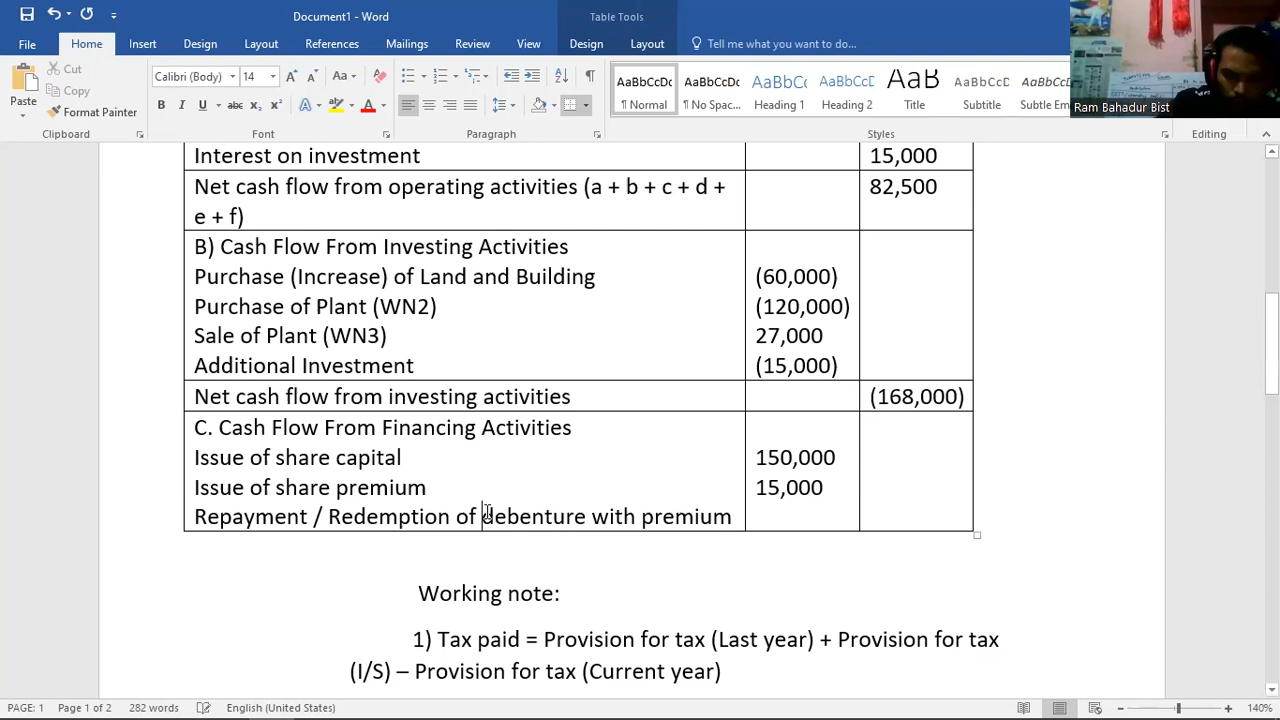 Document1 - Word
Table Tools
File
Home
Insert
Design
Layout
References
Mailings
Review
View
Design
Layout
Tell me what you want to do...
Paste
Cut
Copy
Format Painter
Clipboard
Calibri (Body)
14
Font
Paragraph
AaBbCcDc
¶ Normal
AaBbCcDc
¶ No Spac...
AaBbC(
Heading 1
AaBbCcD
Heading 2
AaB
Title
AaBbCcD
Subtitle
AaBbCcDc
Subtle Em
Styles
Editing
Ram Bahadur Bist
Interest on investment 15,000
Net cash flow from operating activities (a + b + c + d + 82,500
e + f)
B) Cash Flow From Investing Activities
Purchase (Increase) of Land and Building (60,000)
Purchase of Plant (WN2) (120,000)
Sale of Plant (WN3) 27,000
Additional Investment (15,000)
Net cash flow from investing activities (168,000)
C. Cash Flow From Financing Activities
Issue of share capital 150,000
Issue of share premium 15,000
Repayment / Redemption of debenture with premium
Working note:
1) Tax paid = Provision for tax (Last year) + Provision for tax
(I/S) – Provision for tax (Current year)
PAGE: 1
Page 1 of 2
282 words
English (United States)
140%